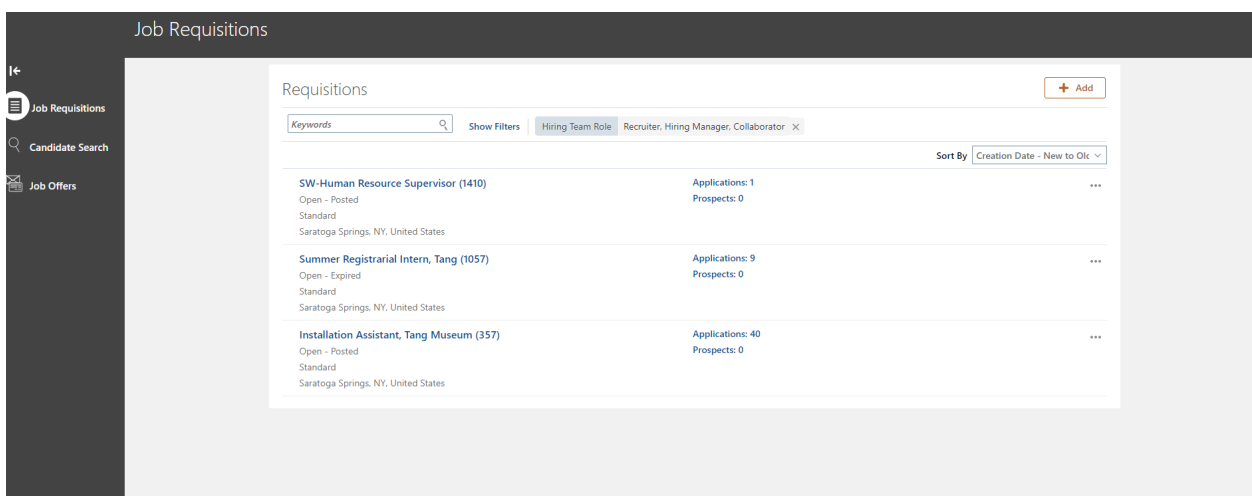 Job Requisitions
Job Requisitions
Candidate Search
Job Offers
Requisitions
+ Add
Keywords Show Filters Hiring Team Role Recruiter, Hiring Manager, Collaborator ×
Sort By Creation Date - New to Olc
SW-Human Resource Supervisor (1410) Applications: 1
Open - Posted Prospects: 0
Standard
Saratoga Springs, NY, United States
Summer Registrarial Intern, Tang (1057) Applications: 9
Open - Expired Prospects: 0
Standard
Saratoga Springs, NY, United States
Installation Assistant, Tang Museum (357) Applications: 40
Open - Posted Prospects: 0
Standard
Saratoga Springs, NY, United States